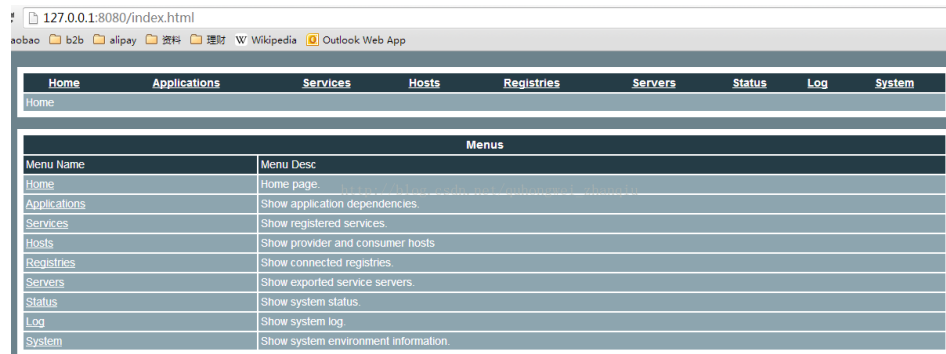 127.0.0.1:8080/index.html
aobao b2b alipay 资料 理财 W Wikipedia Outlook Web App
Home Applications Services Hosts Registries Servers Status Log System
Home
Menus
Menu Name Menu Desc
Home Home page.
Applications Show application dependencies.
Services Show registered services.
Hosts Show provider and consumer hosts
Registries Show connected registries.
Servers Show exported service servers.
Status Show system status.
Log Show system log.
System Show system environment information.